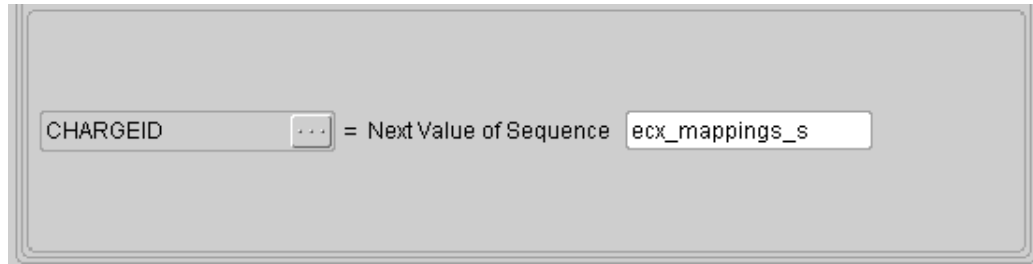 CHARGEID ... = Next Value of Sequence ecx_mappings_s